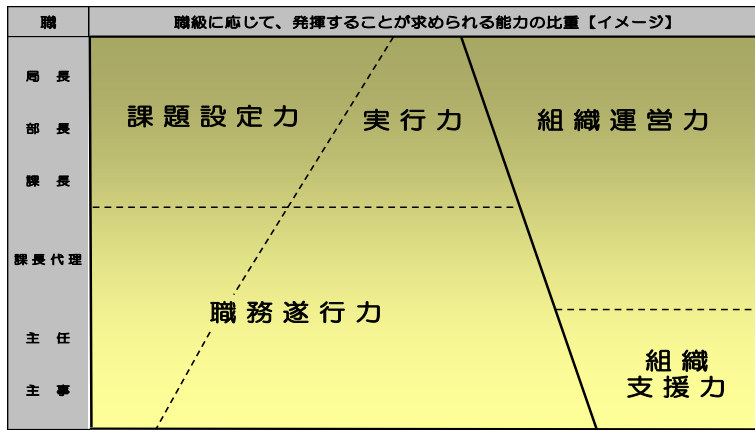 職
職級に応じて、発揮することが求められる能力の比重【イメージ】
局長
部長
課長
課長代理
主任
主事
課題設定力
実行力
組織運営力
職務遂行力
組織
支援力